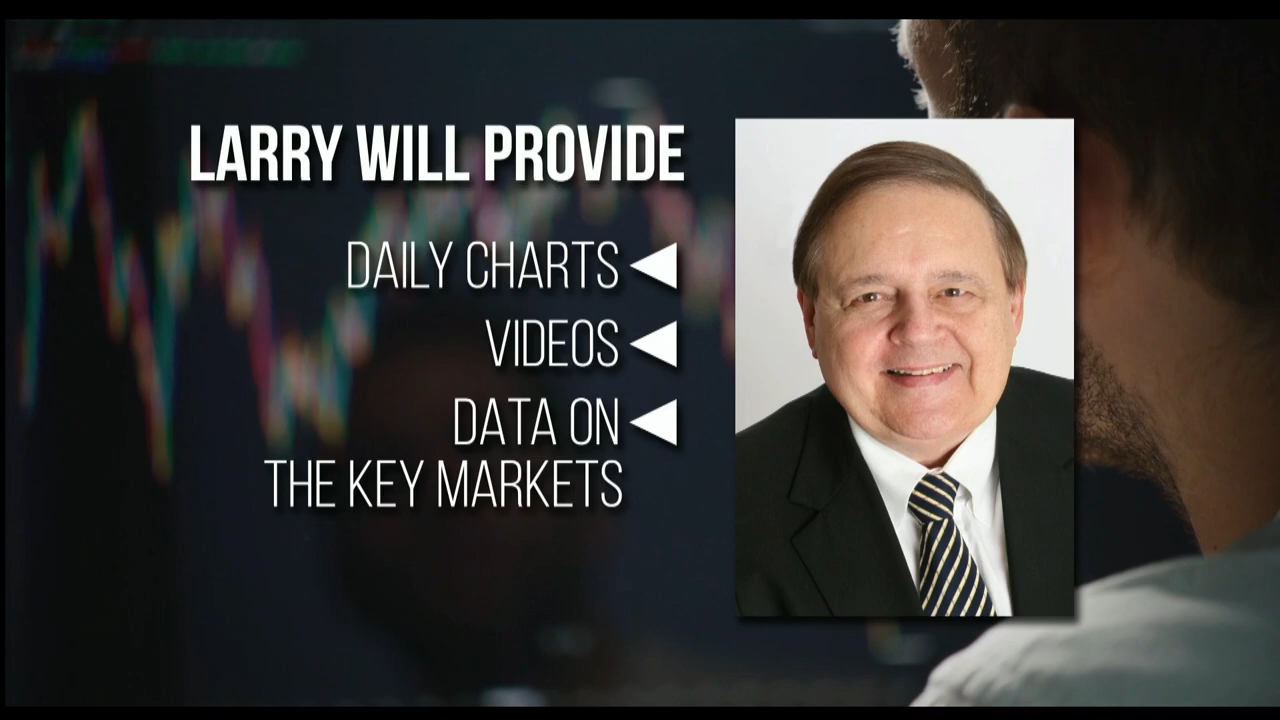 LARRY WILL PROVIDE
DAILY CHARTS
VIDEOS
DATA ON
THE KEY MARKETS